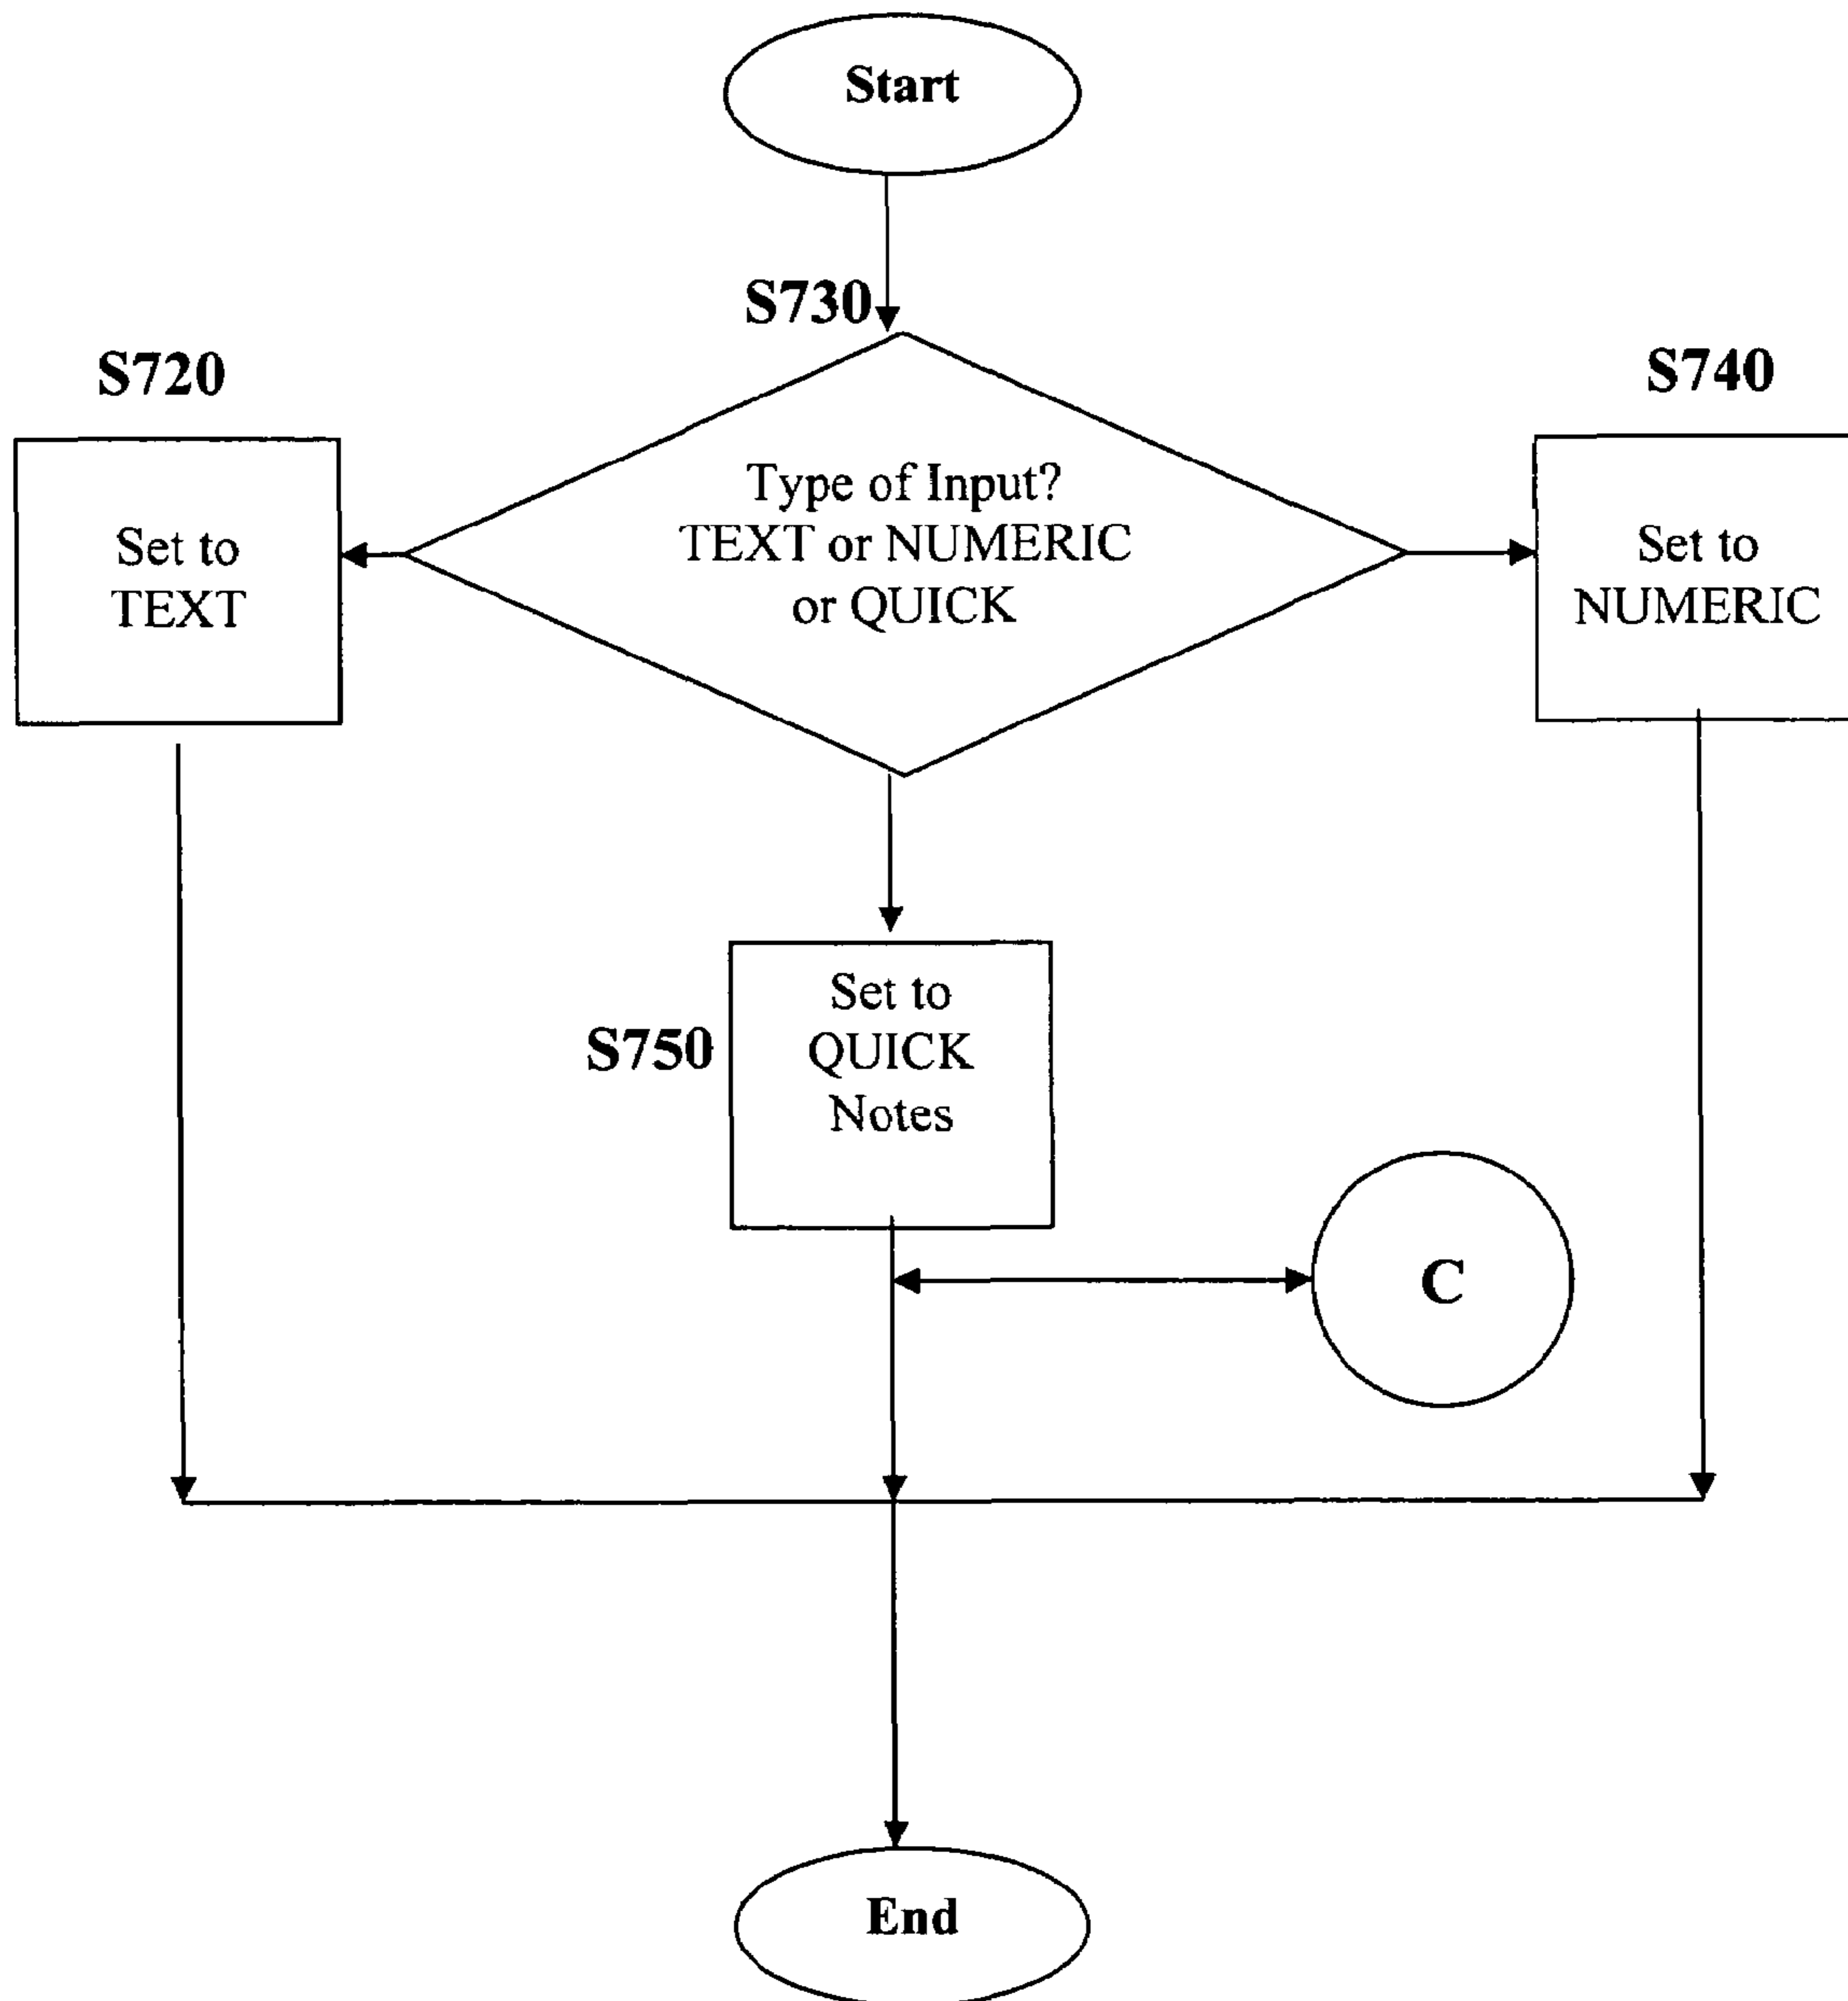 Start
S730
S720
S740
Type of Input?
TEXT or NUMERIC
or QUICK
Set to
TEXT
Set to
NUMERIC
Set to
QUICK
Notes
S750
C
End